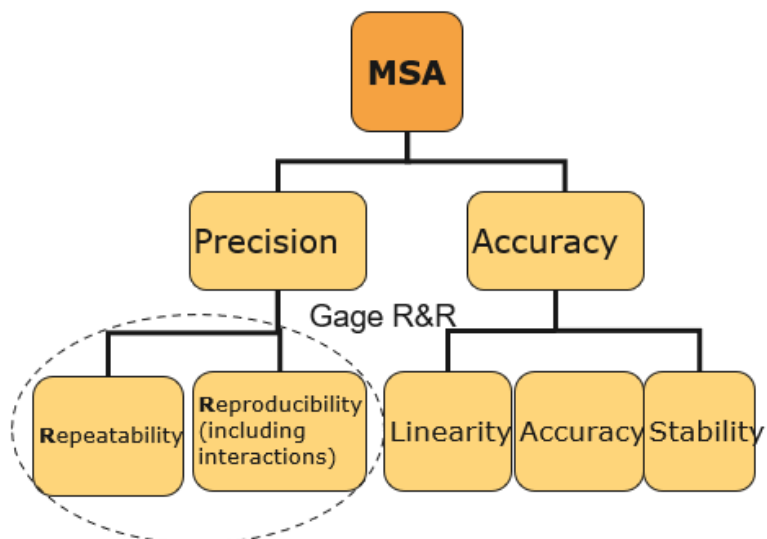 MSA
Precision
Accuracy
Gage R&R
Repeatability
Reproducibility
(including
interactions)
Linearity
Accuracy
Stability